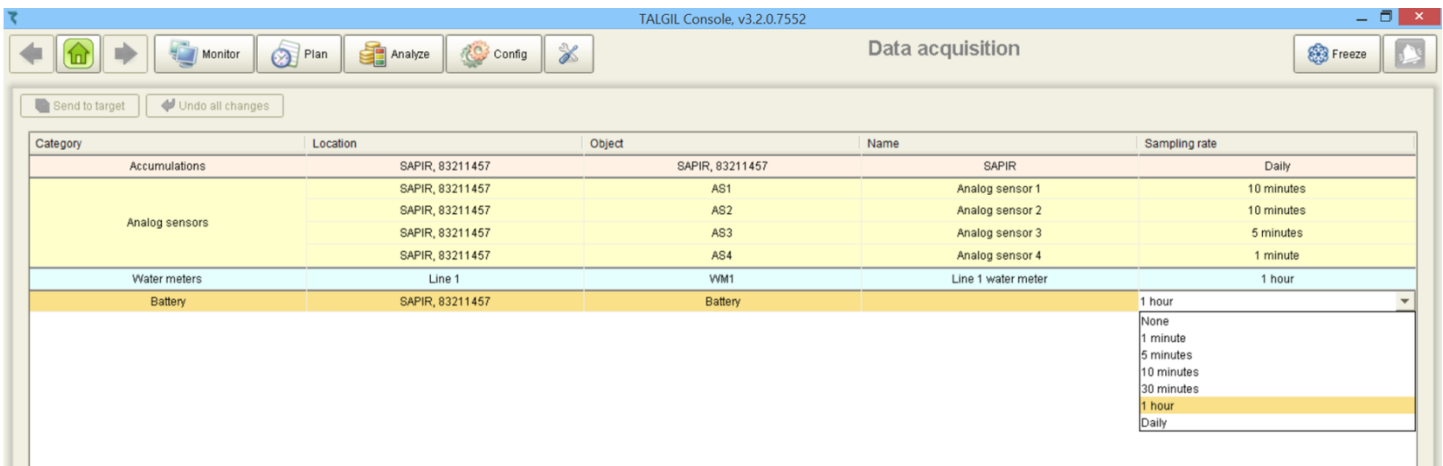 TALGIL Console, v3.2.0.7552
Monitor Plan Analyze Config Data acquisition Freeze
Send to target Undo all changes
Category Location Object Name Sampling rate
Accumulations SAPIR, 83211457 SAPIR, 83211457 SAPIR Daily
Analog sensors
SAPIR, 83211457 AS1 Analog sensor 1 10 minutes
SAPIR, 83211457 AS2 Analog sensor 2 10 minutes
SAPIR, 83211457 AS3 Analog sensor 3 5 minutes
SAPIR, 83211457 AS4 Analog sensor 4 1 minute
Water meters Line 1 WM1 Line 1 water meter 1 hour
Battery SAPIR, 83211457 Battery 1 hour
None
1 minute
5 minutes
10 minutes
30 minutes
1 hour
Daily